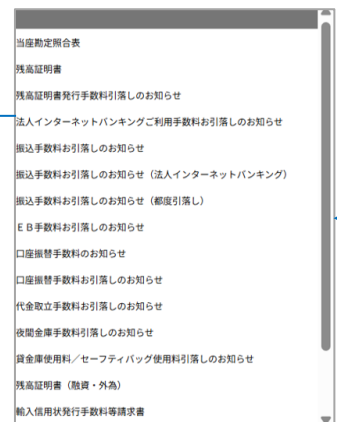 当座勘定照合表
残高証明書
残高証明書発行手数料引落しのお知らせ
法人インターネットバンキングご利用手数料お引落しのお知らせ
振込手数料お引落しのお知らせ
振込手数料お引落しのお知らせ（法人インターネットバンキング）
振込手数料お引落しのお知らせ（都度引落し）
ＥＢ手数料お引落しのお知らせ
口座振替手数料のお知らせ
口座振替手数料お引落しのお知らせ
代金取立手数料お引落しのお知らせ
夜間金庫手数料引落しのお知らせ
貸金庫使用料／セーフティバッグ使用料引落しのお知らせ
残高証明書（融資・外為）
輸入信用状発行手数料等請求書